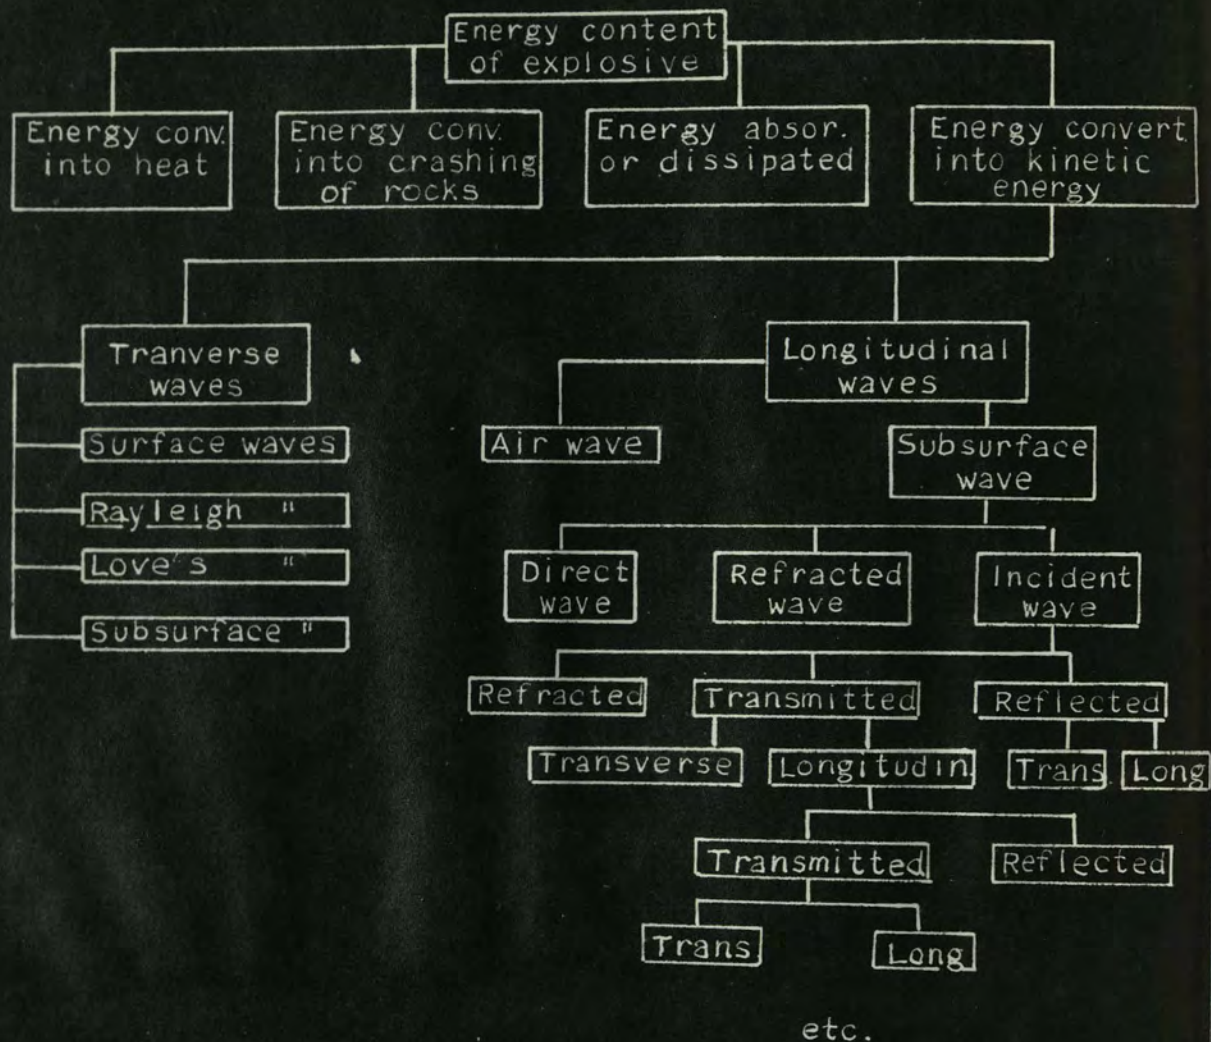 Energy content
of explosive
Energy conv.
into heat
Energy conv.
into crashing
of rocks
Energy absor.
or dissipated
Energy convert
into kinetic
energy
Tranverse
waves
Surface waves
Rayleigh "
Love's "
Subsurface "
Longitudinal
waves
Air wave
Subsurface
wave
Direct
wave
Refracted
wave
Incident
wave
Refracted
Transmitted
Reflected
Transverse
Longitudin.
Trans.
Long
Transmitted
Reflected
Trans
Long
etc.